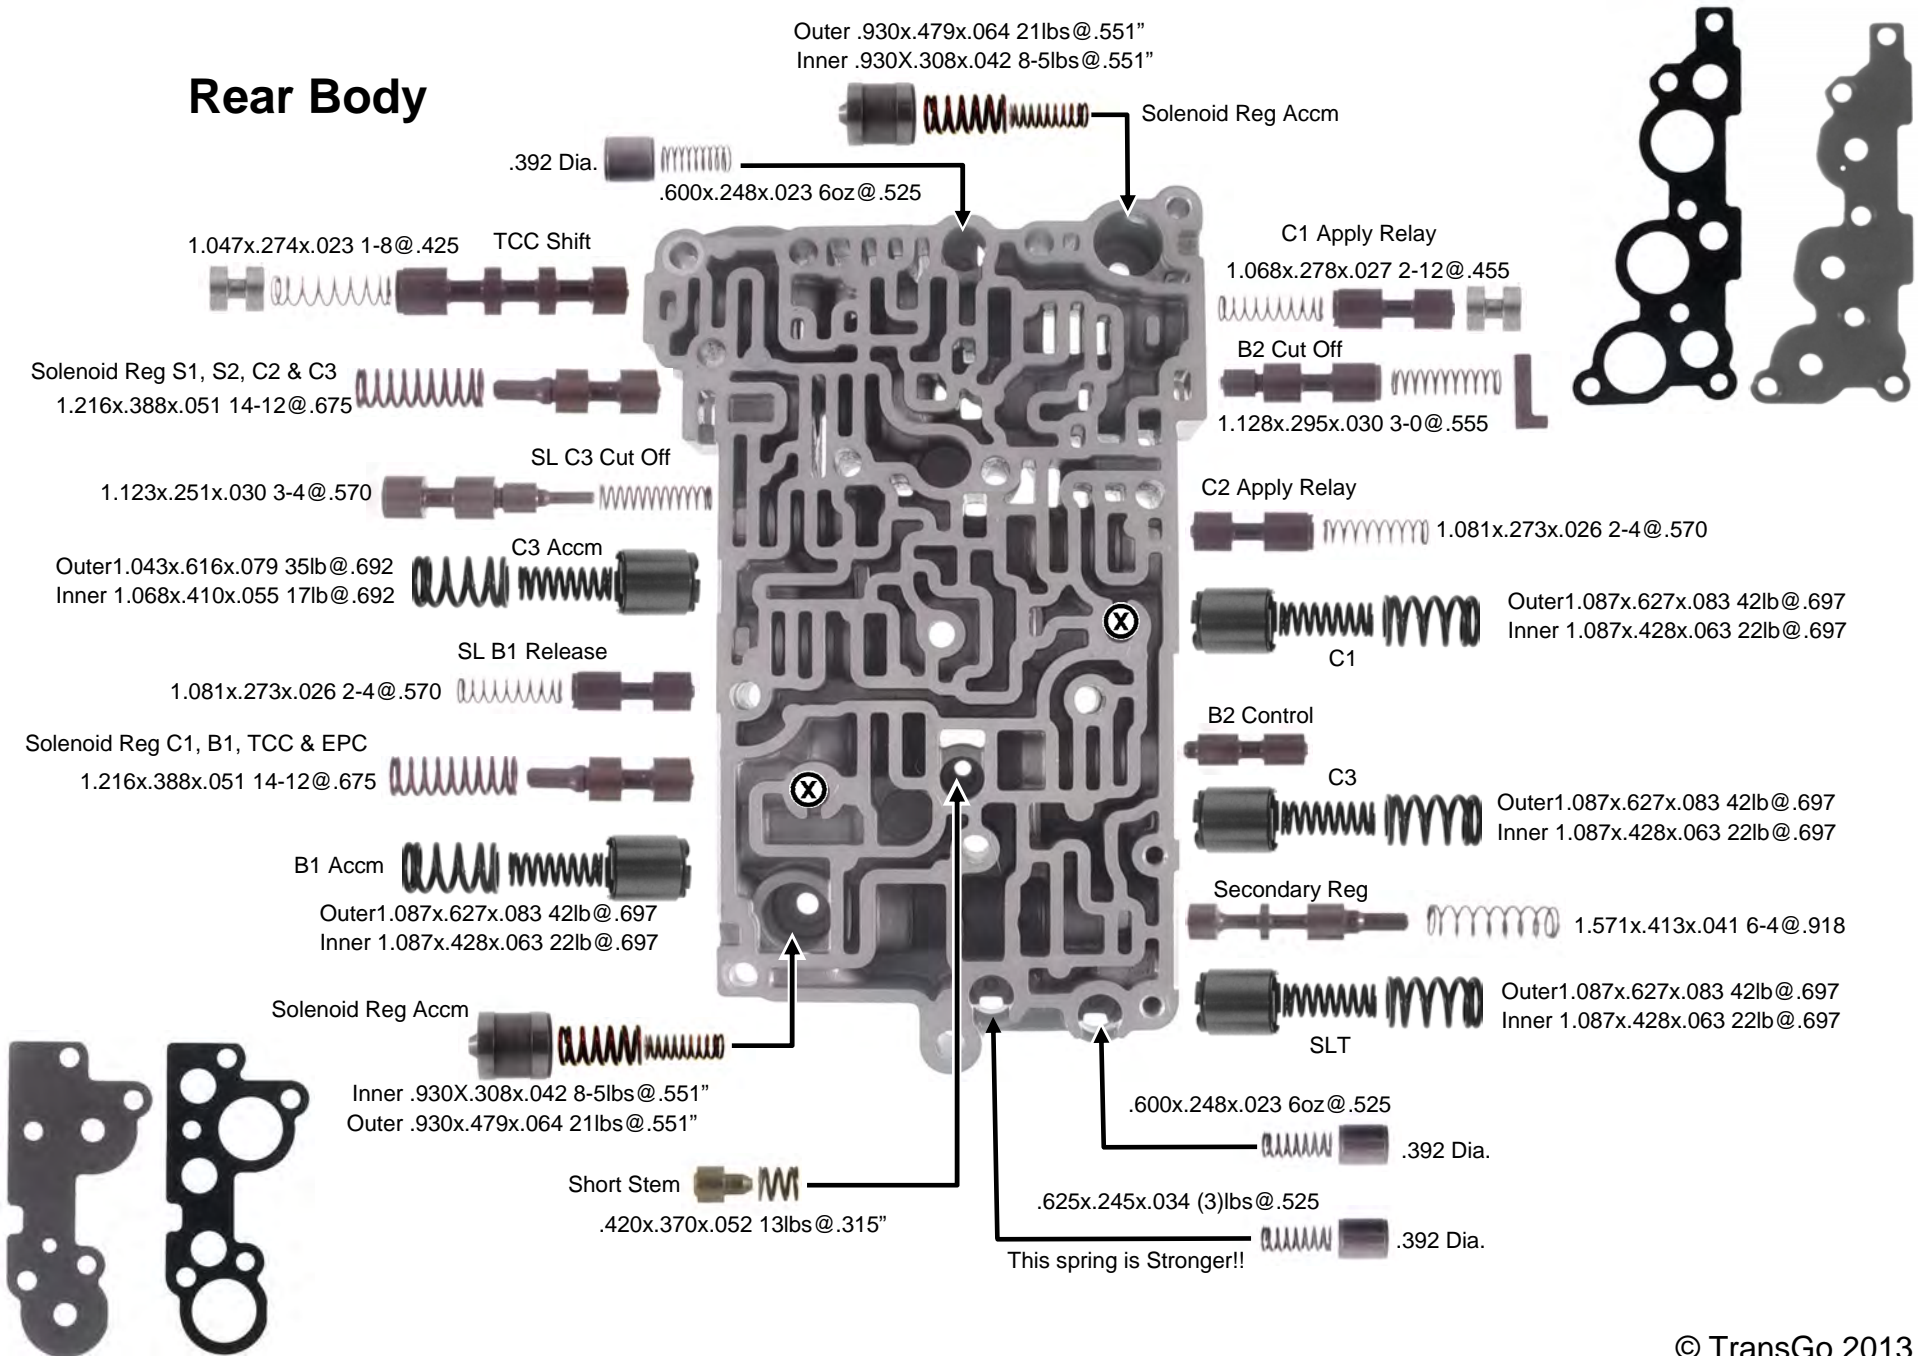 Rear Body
Outer .930x.479x.064 21lbs@.551”
Inner .930X.308x.042 8-5lbs@.551”
Solenoid Reg Accm
.392 Dia.
.600x.248x.023 6oz@.525
1.047x.274x.023 1-8@.425
TCC Shift
C1 Apply Relay
1.068x.278x.027 2-12@.455
Solenoid Reg S1, S2, C2 & C3
1.216x.388x.051 14-12@.675
B2 Cut Off
1.128x.295x.030 3-0@.555
SL C3 Cut Off
1.123x.251x.030 3-4@.570
C2 Apply Relay
1.081x.273x.026 2-4@.570
C3 Accm
Outer1.043x.616x.079 35lb@.692
Inner 1.068x.410x.055 17lb@.692
Outer1.087x.627x.083 42lb@.697
Inner 1.087x.428x.063 22lb@.697
C1
X
SL B1 Release
1.081x.273x.026 2-4@.570
B2 Control
Solenoid Reg C1, B1, TCC & EPC
1.216x.388x.051 14-12@.675
X
C3
Outer1.087x.627x.083 42lb@.697
Inner 1.087x.428x.063 22lb@.697
B1 Accm
Outer1.087x.627x.083 42lb@.697
Inner 1.087x.428x.063 22lb@.697
Secondary Reg
1.571x.413x.041 6-4@.918
Outer1.087x.627x.083 42lb@.697
Inner 1.087x.428x.063 22lb@.697
SLT
Solenoid Reg Accm
Inner .930X.308x.042 8-5lbs@.551”
Outer .930x.479x.064 21lbs@.551”
.600x.248x.023 6oz@.525
.392 Dia.
Short Stem
.420x.370x.052 13lbs@.315”
.625x.245x.034 (3)lbs@.525
.392 Dia.
This spring is Stronger!!
© TransGo 2013